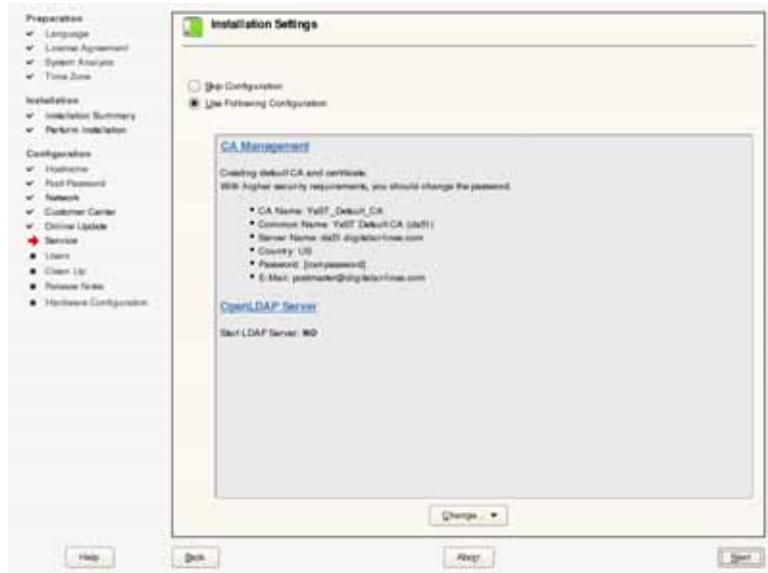 Preparation
Language
License Agreement
System Analysis
Time Zone
Installation
Installation Summary
Perform Installation
Configuration
Hostname
Root Password
Network
Customer Center
Online Update
Service
Users
Clean Up
Release Notes
Hardware Configuration
Installation Settings
Skip Configuration
Use Following Configuration
CA Management
Creating default CA and certificate.
With higher security requirements, you should change the password.
CA Name: YaST_Default_CA
Common Name: YaST Default CA (da51)
Server Name: da51.digitalairlines.com
Country: US
Password: [root password]
E-Mail: postmaster@digitalairlines.com
OpenLDAP Server
Start LDAP Server: NO
Change...
Help
Back
Abort
Next